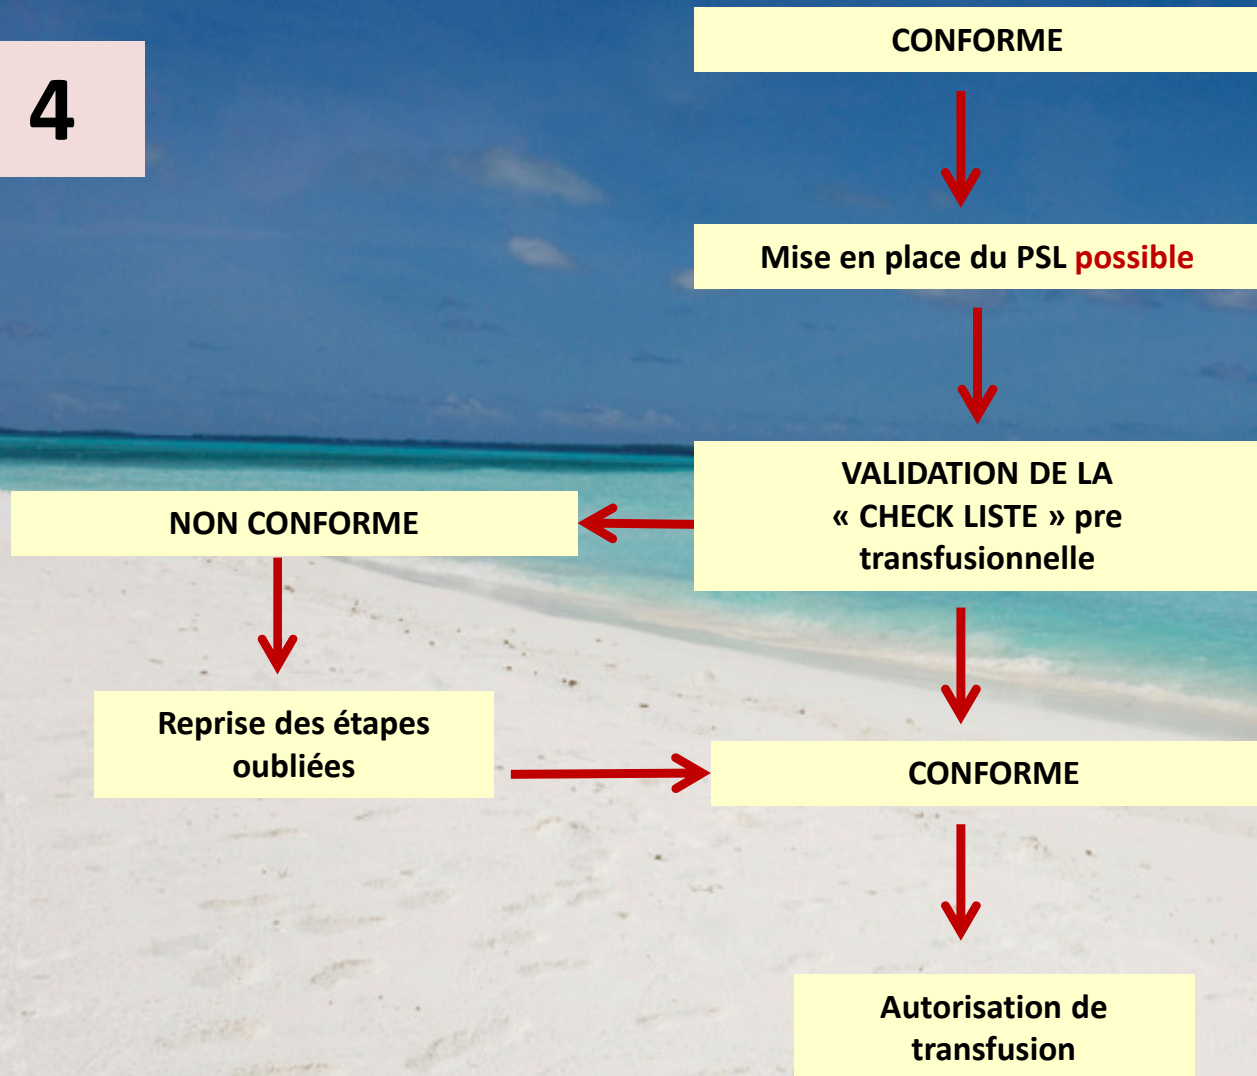 4
CONFORME
Mise en place du PSL possible
VALIDATION DE LA
« CHECK LISTE » pre
transfusionnelle
NON CONFORME
Reprise des étapes
oubliées
CONFORME
Autorisation de
transfusion